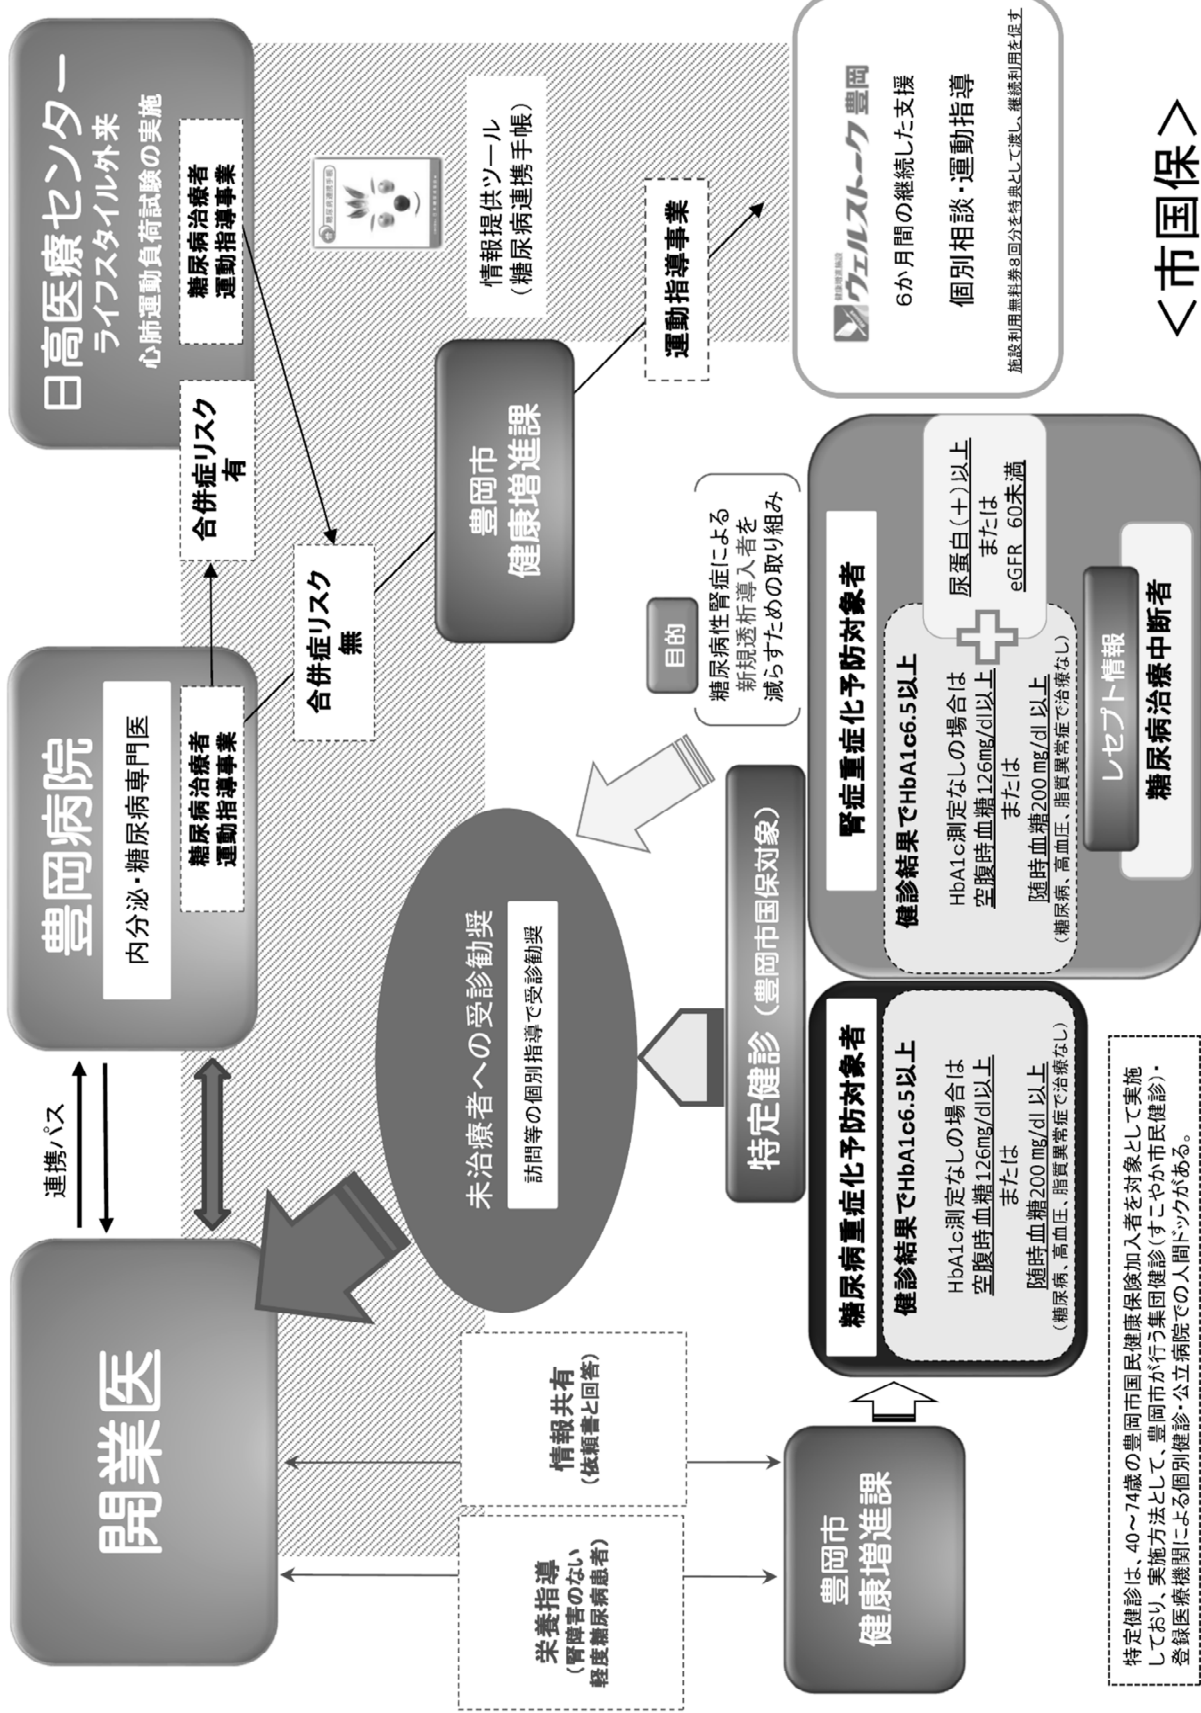 開業医
連携パス
豊岡病院
内分泌・糖尿病専門医
糖尿病治療者
運動指導事業
日高医療センター
ライフスタイル外来
心肺運動負荷試験の実施
糖尿病治療者
運動指導事業
合併症リスク
有
合併症リスク
無
糖尿病連携手帳
情報提供ツール
（糖尿病連携手帳）
栄養指導
（腎障害のない
軽度糖尿病患者）
情報共有
（依頼書と回答）
未治療者への受診勧奨
訪問等の個別指導で受診勧奨
豊岡市
健康増進課
運動指導事業
目的
糖尿病性腎症による
新規透析導入者を
減らすための取り組み
特定健診（豊岡市国保対象）
豊岡市
健康増進課
糖尿病重症化予防対象者
健診結果でHbA1c6.5以上
HbA1c測定なしの場合は
空腹時血糖126mg/dl以上
または
随時血糖200mg/dl以上
（糖尿病、高血圧、脂質異常症で治療なし）
腎症重症化予防対象者
健診結果でHbA1c6.5以上
HbA1c測定なしの場合は
空腹時血糖126mg/dl以上
または
随時血糖200mg/dl以上
（糖尿病、高血圧、脂質異常症で治療なし）
尿蛋白（＋）以上
または
eGFR 60未満
レセプト情報
糖尿病治療中断者
健康増進施設
ウェルストーク豊岡
6か月間の継続した支援
個別相談・運動指導
施設利用無料券8回分を特典として渡し、継続利用を促す
特定健診は、40～74歳の豊岡市国民健康保険加入者を対象として実施
しており、実施方法として、豊岡市が行う集団健診（すこやか市民健診）・
登録医療機関による個別健診・公立病院での人間ドックがある。
＜市国保＞